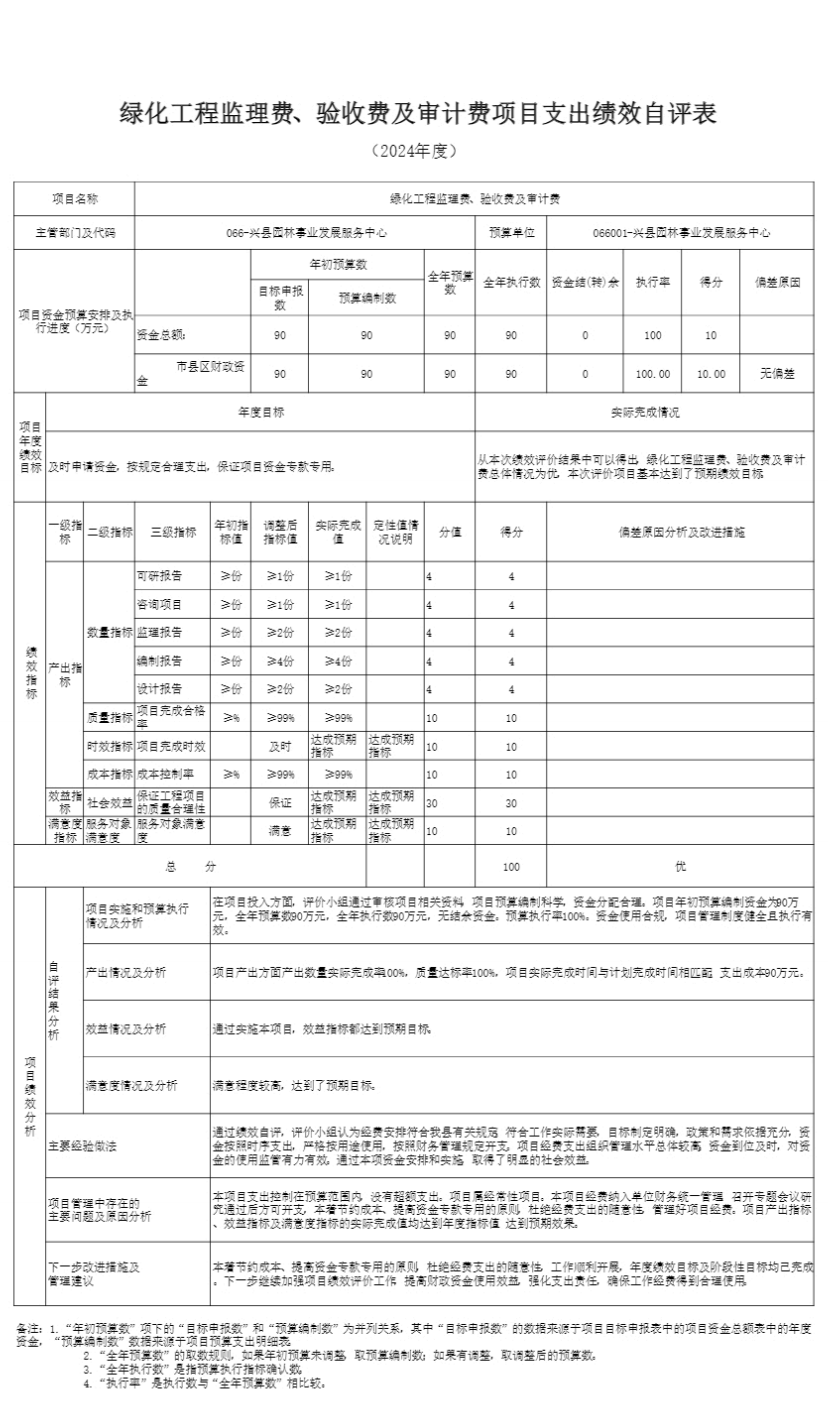 绿化工程监理费、验收费及审计费项目支出绩效自评表
（2024年度）
项目名称 绿化工程监理费、验收费及审计费
主管部门及代码 066-兴县园林事业发展服务中心 预算单位 066001-兴县园林事业发展服务中心
项目资金预算安排及执行进度（万元） 年初预算数 全年预算数 全年执行数 资金结(转)余 执行率 得分 偏差原因
目标申报数 预算编制数
资金总额： 90 90 90 90 0 100 10
市县区财政资金 90 90 90 90 0 100.00 10.00 无偏差
项目年度绩效目标 年度目标 实际完成情况
及时申请资金，按规定合理支出，保证项目资金专款专用。
从本次绩效评价结果中可以得出，绿化工程监理费、验收费及审计
费总体情况为优，本次评价项目基本达到了预期绩效目标。
绩效指标 一级指标 二级指标 三级指标 年初指标值 调整后指标值 实际完成值 定性值情况说明 分值 得分 偏差原因分析及改进措施
产出指标 数量指标 可研报告 ≥份 ≥1份 ≥1份 4 4
咨询项目 ≥份 ≥1份 ≥1份 4 4
监理报告 ≥份 ≥2份 ≥2份 4 4
编制报告 ≥份 ≥4份 ≥4份 4 4
设计报告 ≥份 ≥2份 ≥2份 4 4
质量指标 项目完成合格率 ≥% ≥99% ≥99% 10 10
时效指标 项目完成时效 及时 达成预期指标 达成预期指标 10 10
成本指标 成本控制率 ≥% ≥99% ≥99% 10 10
效益指标 社会效益 保证工程项目的质量合理性 保证 达成预期指标 达成预期指标 30 30
满意度指标 服务对象满意度 服务对象满意度 满意 达成预期指标 达成预期指标 10 10
总 分 100 优
项目绩效分析 自评结果分析 项目实施和预算执行情况及分析
在项目投入方面，评价小组通过审核项目相关资料，项目预算编制科学，资金分配合理。项目年初预算编制资金为90万
元，全年预算数90万元，全年执行数90万元，无结余资金。预算执行率100%。资金使用合规，项目管理制度健全且执行有
效。
产出情况及分析 项目产出方面产出数量实际完成率100%，质量达标率100%，项目实际完成时间与计划完成时间相匹配，支出成本90万元。
效益情况及分析 通过实施本项目，效益指标都达到预期目标。
满意度情况及分析 满意程度较高，达到了预期目标。
主要经验做法
通过绩效自评，评价小组认为经费安排符合我县有关规定，符合工作实际需要，目标制定明确，政策和需求依据充分，资
金按照时序支出，严格按用途使用，按照财务管理规定开支，项目经费支出组织管理水平总体较高，资金到位及时，对资
金的使用监管有力有效，通过本项资金安排和实施，取得了明显的社会效益。
项目管理中存在的主要问题及原因分析
本项目支出控制在预算范围内，没有超额支出。项目属经常性项目。本项目经费纳入单位财务统一管理，召开专题会议研
究通过后方可开支，本着节约成本、提高资金专款专用的原则，杜绝经费支出的随意性，管理好项目经费。项目产出指标
、效益指标及满意度指标的实际完成值均达到年度指标值，达到预期效果。
下一步改进措施及管理建议
本着节约成本、提高资金专款专用的原则，杜绝经费支出的随意性，工作顺利开展，年度绩效目标及阶段性目标均已完成
。下一步继续加强项目绩效评价工作，提高财政资金使用效益，强化支出责任，确保工作经费得到合理使用。
备注：1.“年初预算数”项下的“目标申报数”和“预算编制数”为并列关系，其中“目标申报数”的数据来源于项目目标申报表中的项目资金总额表中的年度
资金，“预算编制数”数据来源于项目预算支出明细表。
2.“全年预算数”的取数规则，如果年初预算未调整，取预算编制数；如果有调整，取调整后的预算数。
3.“全年执行数”是指预算执行指标确认数。
4.“执行率”是执行数与“全年预算数”相比较。